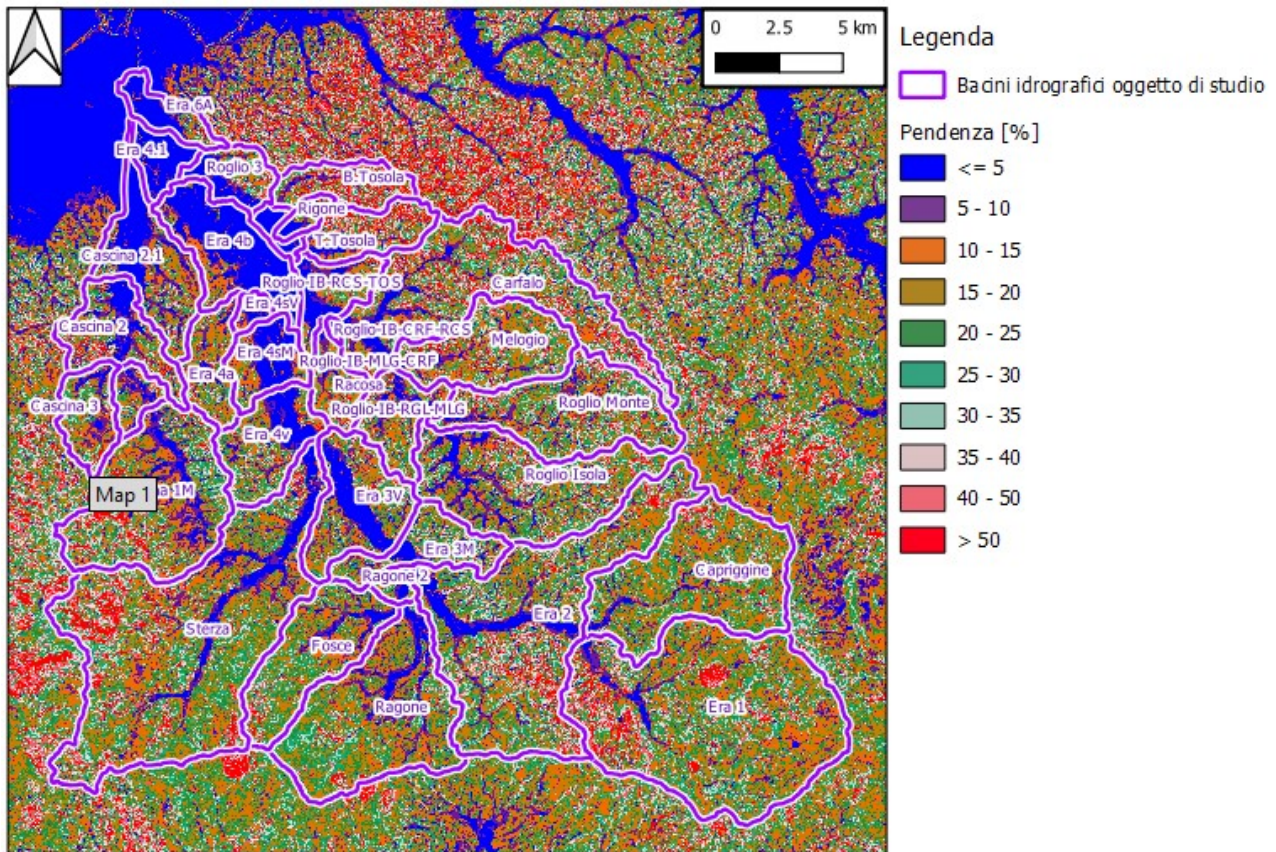 0 2.5 5 km
Legenda
Bacini idrografici oggetto di studio
Pendenza [%]
<= 5
5 - 10
10 - 15
15 - 20
20 - 25
25 - 30
30 - 35
35 - 40
40 - 50
> 50
Era 6A
Era 4.1
Roglio 3
B.Tosola
Rigone
Era 4b
T.Tosola
Cascina 2.1
Roglio-IB-RCS-TOS
Carfalo
Era 4sV
Cascina 2
Roglio-IB-CRF-RCS
Melogio
Era 4sM
Roglio-IB-MLG-CRF
Era 4a
Racosa
Cascina 3
Roglio-IB-RGL-MLG
Roglio Monte
Era 4v
Roglio Isola
Map 1
a 1M
Era 3V
Era 3M
Ragone 2
Capriggine
Era 2
Sterza
Fosce
Ragone
Era 1